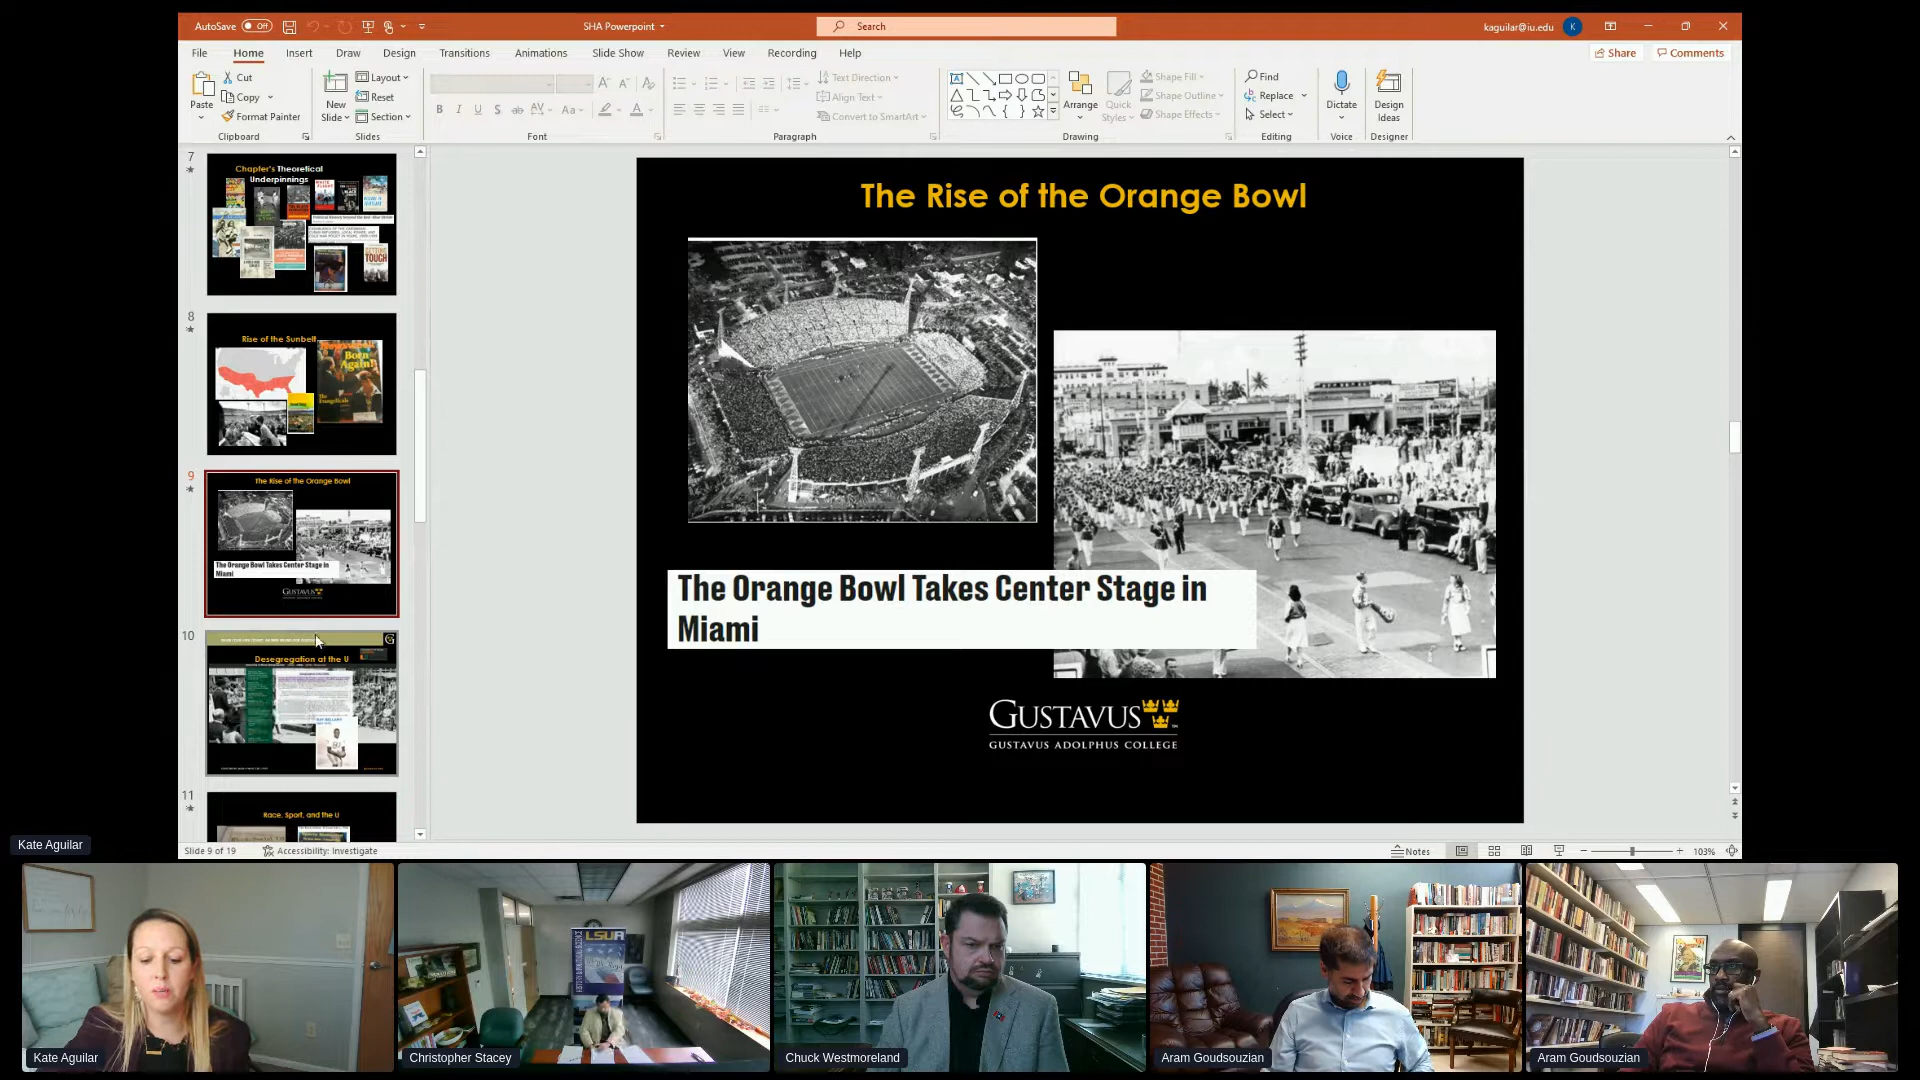 AutoSave Off
SHA Powerpoint
Search
kaguilar@iu.edu
K
File Home Insert Draw Design Transitions Animations Slide Show Review View Recording Help
Share Comments
Paste
Cut
Copy
Format Painter
Clipboard
New Slide
Layout
Reset
Section
Slides
Font
Text Direction
Align Text
Convert to SmartArt
Paragraph
Arrange
Quick Styles
Shape Fill
Shape Outline
Shape Effects
Drawing
Find
Replace
Select
Editing
Dictate
Voice
Design Ideas
Designer
7
Chapter's Theoretical
Underpinnings
8
Rise of the Sunbelt
Born Again!
9
The Rise of the Orange Bowl
The Orange Bowl Takes Center Stage in
Miami
GUSTAVUS
10
Desegregation at the U
11
Race, Sport, and the U
The Rise of the Orange Bowl
The Orange Bowl Takes Center Stage in
Miami
GUSTAVUS
GUSTAVUS ADOLPHUS COLLEGE
Slide 9 of 19
Accessibility: Investigate
Notes
103%
Kate Aguilar
LSUA
Kate Aguilar
Christopher Stacey
Chuck Westmoreland
Aram Goudsouzian
Aram Goudsouzian